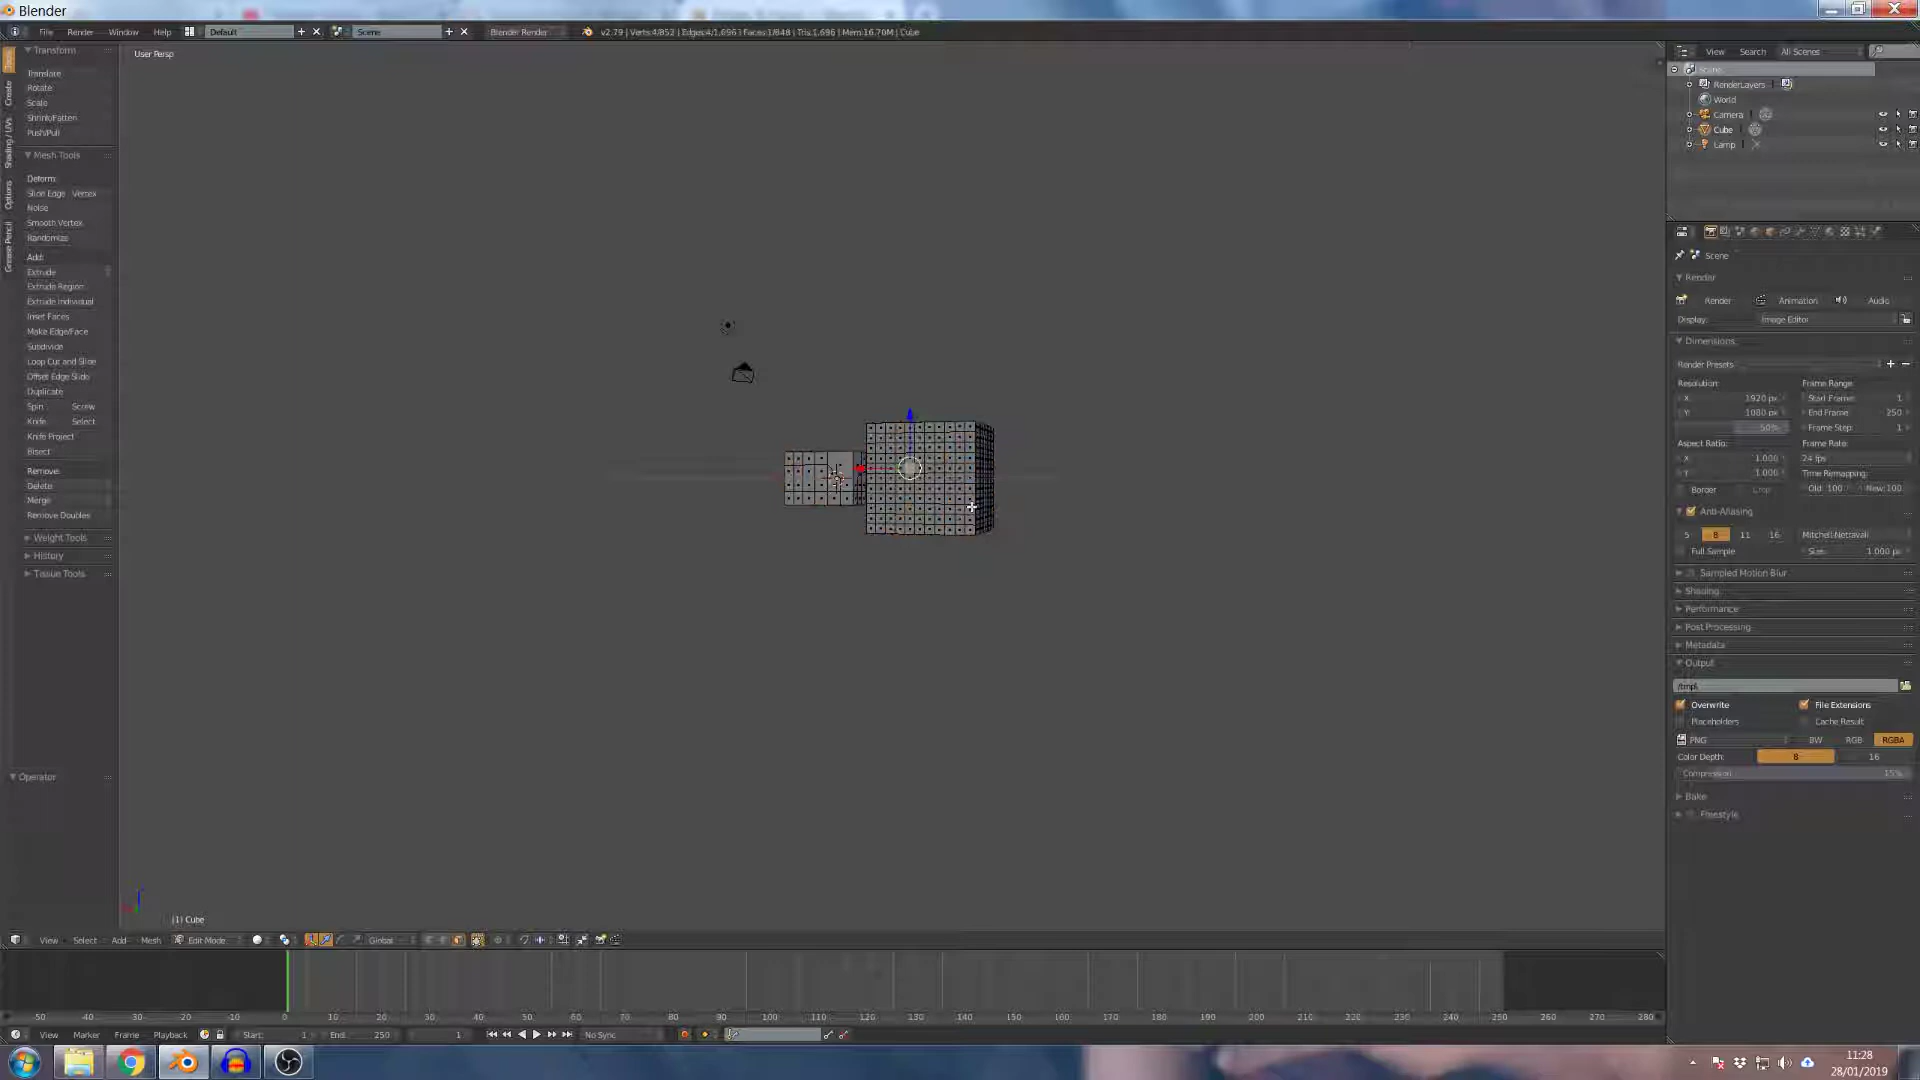 Blender
File Render Window Help Default Scene Blender Render v2.79 | Verts:4/852 | Edges:4/1,696 | Faces:1/848 | Tris:1,696 | Mem:16.70M | Cube
User Persp
Tools
Create
Shading / UVs
Options
Grease Pencil
Transform
Translate
Rotate
Scale
Shrink/Fatten
Push/Pull
Mesh Tools
Deform:
Slide Edge Vertex
Noise
Smooth Vertex
Randomize
Add:
Extrude
Extrude Region
Extrude Individual
Inset Faces
Make Edge/Face
Subdivide
Loop Cut and Slide
Offset Edge Slide
Duplicate
Spin Screw
Knife Select
Knife Project
Bisect
Remove:
Delete
Merge
Remove Doubles
Weight Tools
History
Tissue Tools
Operator
(1) Cube
View Select Add Mesh Edit Mode Global
View Search All Scenes
Scene
RenderLayers
World
Camera
Cube
Lamp
Scene
Render
Render Animation Audio
Display: Image Editor
Dimensions
Render Presets
Resolution: Frame Range:
X: 1920 px Start Frame: 1
Y: 1080 px End Frame: 250
50% Frame Step: 1
Aspect Ratio: Frame Rate:
X: 1.000 24 fps
Y: 1.000 Time Remapping:
Border Crop Old: 100 New: 100
Anti-Aliasing
5 8 11 16 Mitchell-Netravali
Full Sample Size: 1.000 px
Sampled Motion Blur
Shading
Performance
Post Processing
Metadata
Output
/tmp\
Overwrite File Extensions
Placeholders Cache Result
PNG BW RGB RGBA
Color Depth: 8 16
Compression: 15%
Bake
Freestyle
-50 -40 -30 -20 -10 0 10 20 30 40 50 60 70 80 90 100 110 120 130 140 150 160 170 180 190 200 210 220 230 240 250 260 270 280
View Marker Frame Playback Start: 1 End: 250 1 No Sync
11:28
28/01/2019